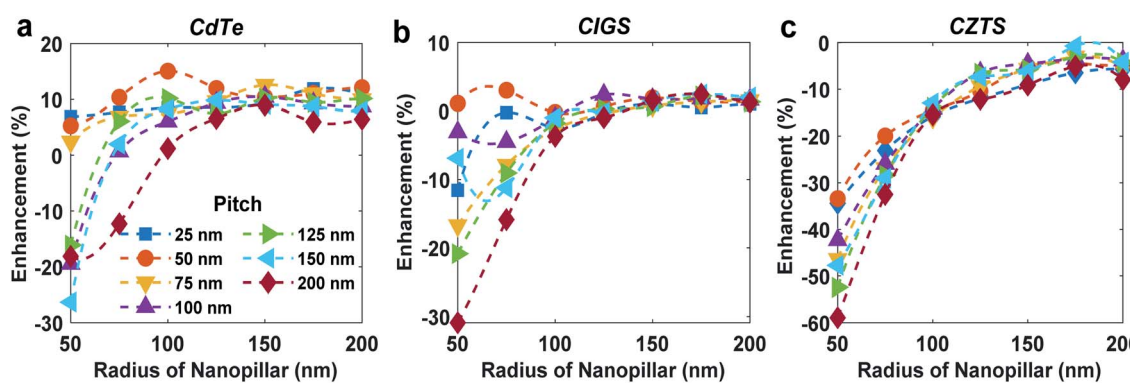 a
CdTe
Enhancement (%)
20
10
0
-10
-20
-30
50
100
150
200
Radius of Nanopillar (nm)
Pitch
25 nm
50 nm
75 nm
100 nm
125 nm
150 nm
200 nm
b
CIGS
Enhancement (%)
10
0
-10
-20
-30
50
100
150
200
Radius of Nanopillar (nm)
c
CZTS
Enhancement (%)
0
-10
-20
-30
-40
-50
-60
50
100
150
200
Radius of Nanopillar (nm)